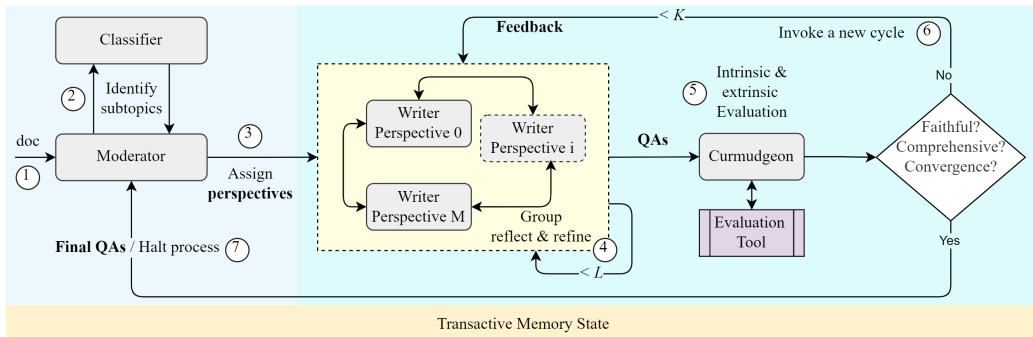 Classifier
2
Identify
subtopics
doc
1
Moderator
3
Assign
perspectives
Final QAs / Halt process
7
Feedback
< K
Invoke a new cycle
6
Writer
Perspective 0
Writer
Perspective i
Writer
Perspective M
Group
reflect & refine
4
< L
QAs
5
Intrinsic &
extrinsic
Evaluation
Curmudgeon
Evaluation
Tool
No
Faithful?
Comprehensive?
Convergence?
Yes
Transactive Memory State